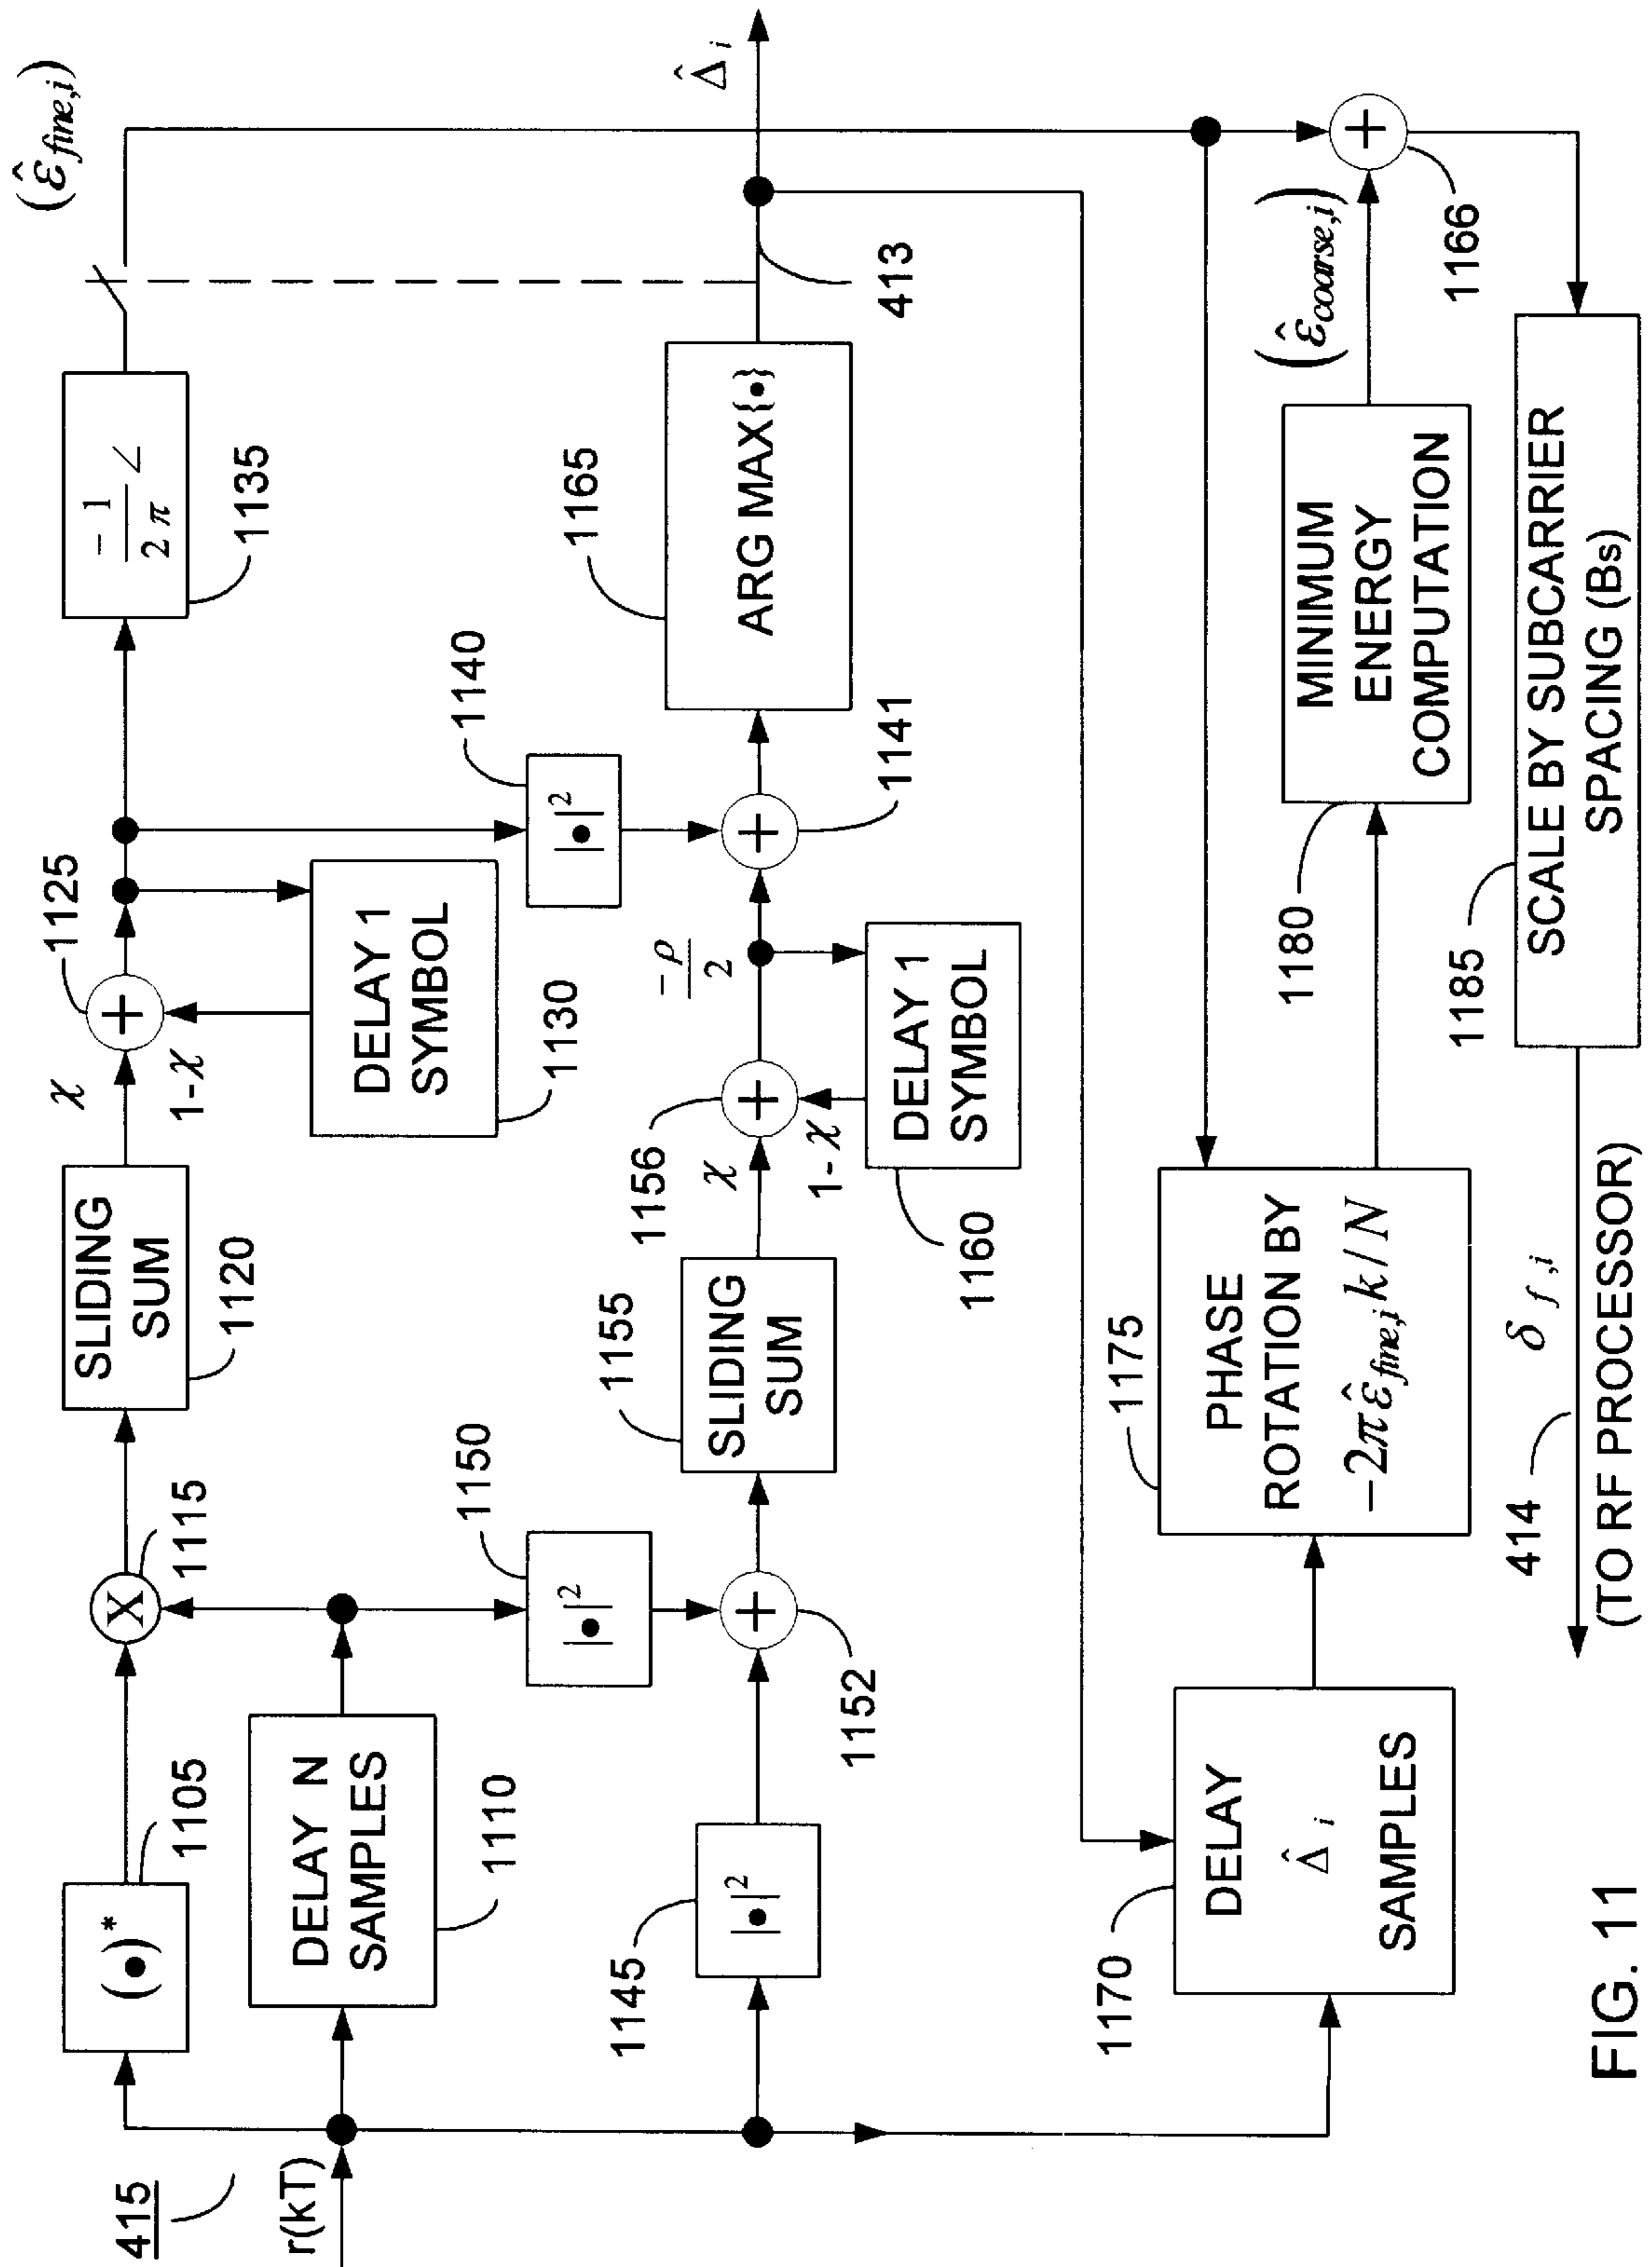 415
r(kT)
(•)*
1105
DELAY N
SAMPLES
1110
|•|²
1145
X
1115
|•|²
1150
+
1152
SLIDING
SUM
1120
SLIDING
SUM
1155
χ
1-χ
+
1125
DELAY 1
SYMBOL
1130
χ
1-χ
+
1156
DELAY 1
SYMBOL
1160
-ρ/2
|•|²
1140
+
1141
-1/2π ∠
1135
ARG MAX{•}
1165
413
(ε̂fine,i)
Δ̂i
DELAY
Δ̂i
SAMPLES
1170
PHASE
ROTATION BY
-2πε̂fine,i k/N
1175
MINIMUM
ENERGY
COMPUTATION
1180
(ε̂coarse,i)
+
1166
SCALE BY SUBCARRIER
SPACING (Bs)
1185
δf,i
414
(TO RF PROCESSOR)
FIG. 11